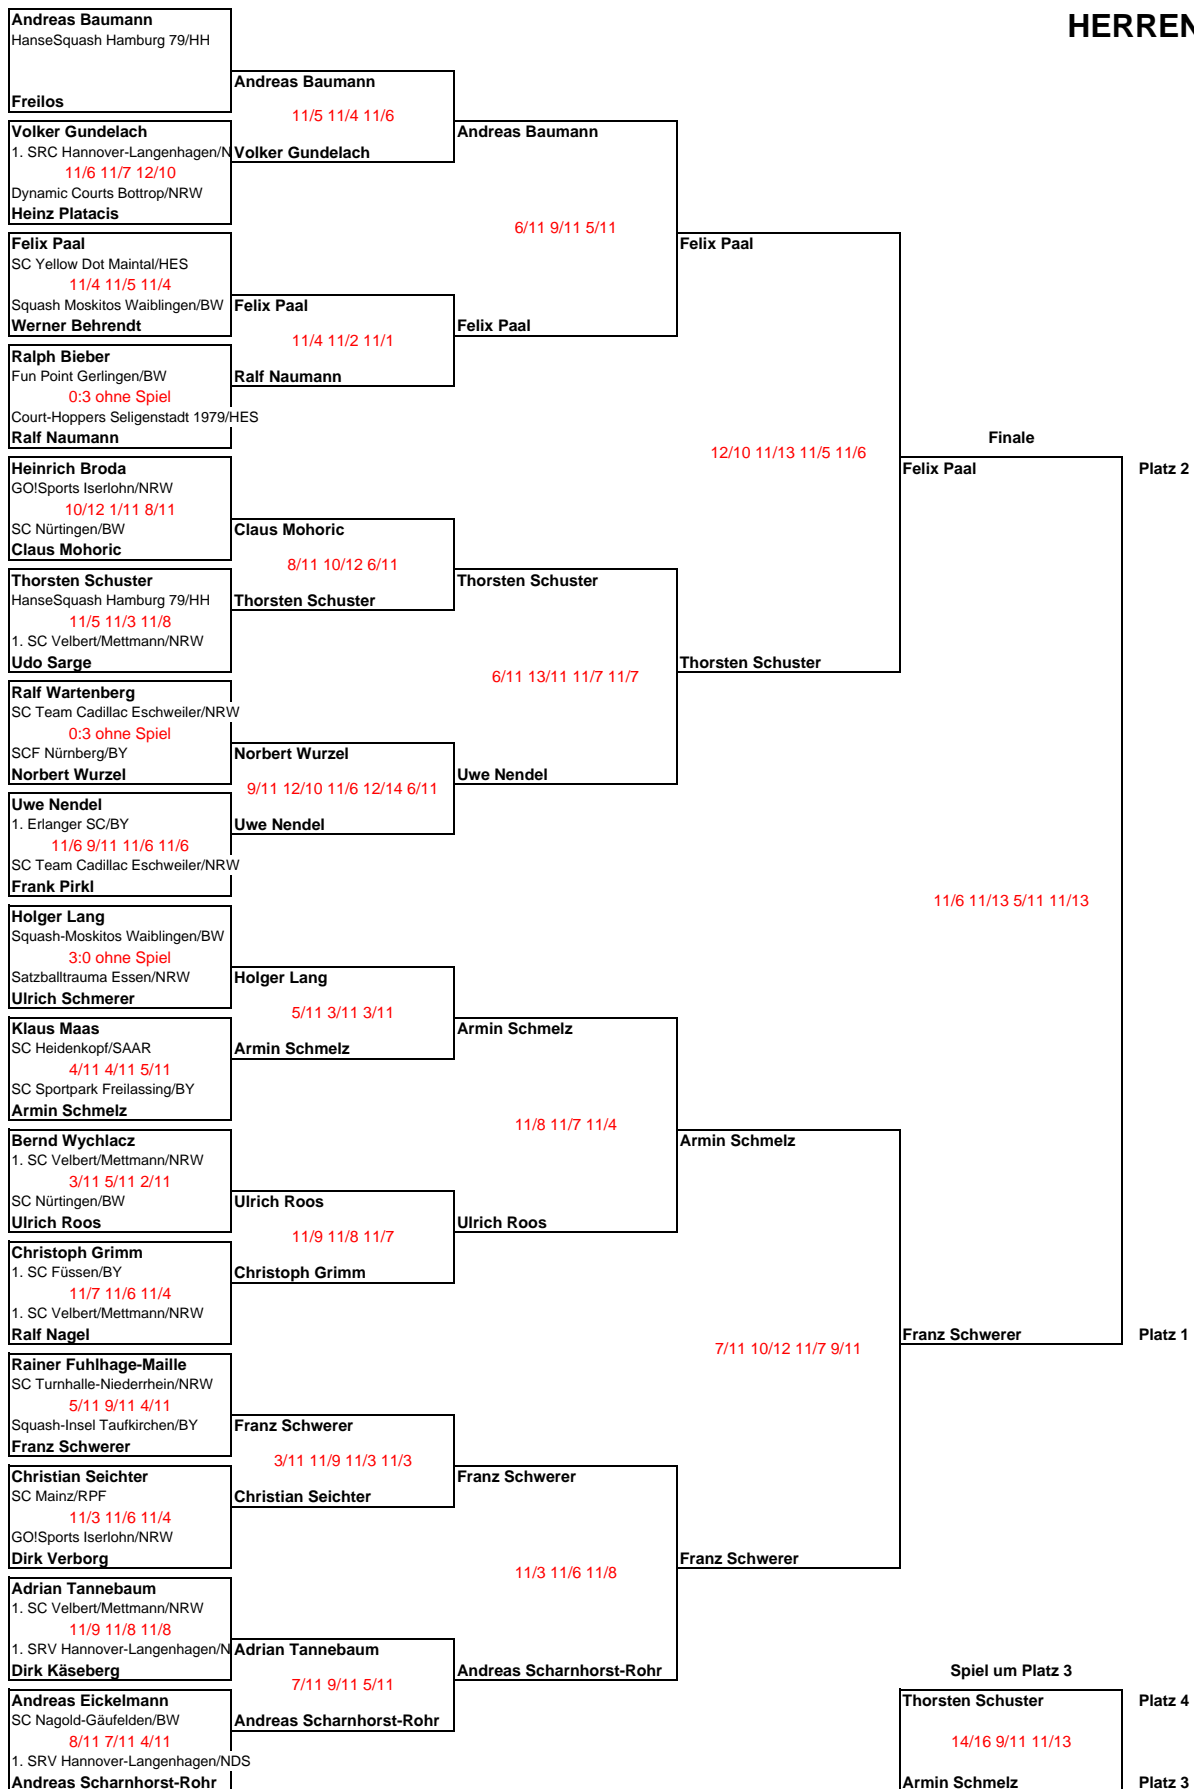 HERREN
Andreas Baumann
HanseSquash Hamburg 79/HH
Freilos
Volker Gundelach
1. SRC Hannover-Langenhagen/N
11/6 11/7 12/10
Dynamic Courts Bottrop/NRW
Heinz Platacis
Felix Paal
SC Yellow Dot Maintal/HES
11/4 11/5 11/4
Squash Moskitos Waiblingen/BW
Werner Behrendt
Ralph Bieber
Fun Point Gerlingen/BW
0:3 ohne Spiel
Court-Hoppers Seligenstadt 1979/HES
Ralf Naumann
Heinrich Broda
GO!Sports Iserlohn/NRW
10/12 1/11 8/11
SC Nürtingen/BW
Claus Mohoric
Thorsten Schuster
HanseSquash Hamburg 79/HH
11/5 11/3 11/8
1. SC Velbert/Mettmann/NRW
Udo Sarge
Ralf Wartenberg
SC Team Cadillac Eschweiler/NRW
0:3 ohne Spiel
SCF Nürnberg/BY
Norbert Wurzel
Uwe Nendel
1. Erlanger SC/BY
11/6 9/11 11/6 11/6
SC Team Cadillac Eschweiler/NRW
Frank Pirkl
Holger Lang
Squash-Moskitos Waiblingen/BW
3:0 ohne Spiel
Satzballtrauma Essen/NRW
Ulrich Schmerer
Klaus Maas
SC Heidenkopf/SAAR
4/11 4/11 5/11
SC Sportpark Freilassing/BY
Armin Schmelz
Bernd Wychlacz
1. SC Velbert/Mettmann/NRW
3/11 5/11 2/11
SC Nürtingen/BW
Ulrich Roos
Christoph Grimm
1. SC Füssen/BY
11/7 11/6 11/4
1. SC Velbert/Mettmann/NRW
Ralf Nagel
Rainer Fuhlhage-Maille
SC Turnhalle-Niederrhein/NRW
5/11 9/11 4/11
Squash-Insel Taufkirchen/BY
Franz Schwerer
Christian Seichter
SC Mainz/RPF
11/3 11/6 11/4
GO!Sports Iserlohn/NRW
Dirk Verborg
Adrian Tannebaum
1. SC Velbert/Mettmann/NRW
11/9 11/8 11/8
1. SRV Hannover-Langenhagen/N
Dirk Käseberg
Andreas Eickelmann
SC Nagold-Gäufelden/BW
8/11 7/11 4/11
1. SRV Hannover-Langenhagen/NDS
Andreas Scharnhorst-Rohr
Andreas Baumann
11/5 11/4 11/6
Volker Gundelach
Felix Paal
11/4 11/2 11/1
Ralf Naumann
Claus Mohoric
8/11 10/12 6/11
Thorsten Schuster
Norbert Wurzel
9/11 12/10 11/6 12/14 6/11
Uwe Nendel
Holger Lang
5/11 3/11 3/11
Armin Schmelz
Ulrich Roos
11/9 11/8 11/7
Christoph Grimm
Franz Schwerer
3/11 11/9 11/3 11/3
Christian Seichter
Adrian Tannebaum
7/11 9/11 5/11
Andreas Scharnhorst-Rohr
Andreas Baumann
6/11 9/11 5/11
Felix Paal
Thorsten Schuster
6/11 13/11 11/7 11/7
Uwe Nendel
Armin Schmelz
11/8 11/7 11/4
Ulrich Roos
Franz Schwerer
11/3 11/6 11/8
Andreas Scharnhorst-Rohr
Felix Paal
12/10 11/13 11/5 11/6
Thorsten Schuster
Armin Schmelz
7/11 10/12 11/7 9/11
Franz Schwerer
Finale
Felix Paal
Platz 2
11/6 11/13 5/11 11/13
Franz Schwerer
Platz 1
Spiel um Platz 3
Thorsten Schuster
Platz 4
14/16 9/11 11/13
Armin Schmelz
Platz 3